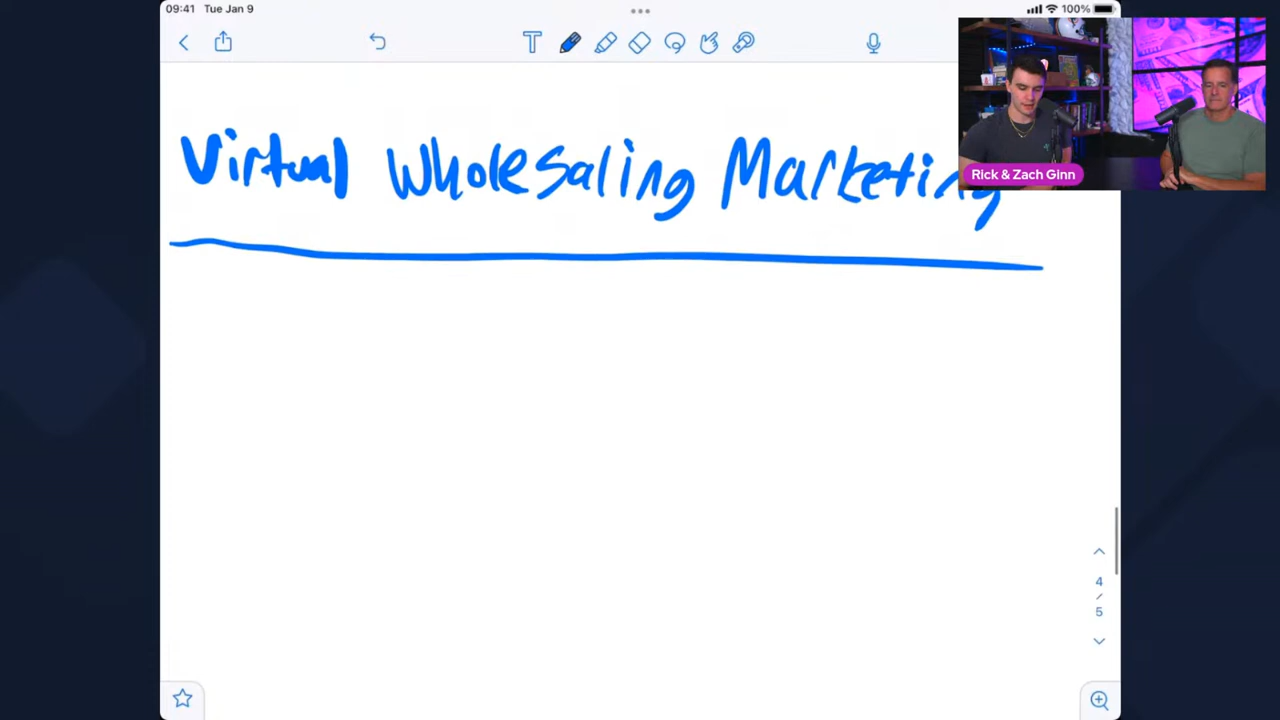 09:41 Tue Jan 9
100%
T
Virtual Wholesaling Marketing
Rick & Zach Ginn
4
/
5